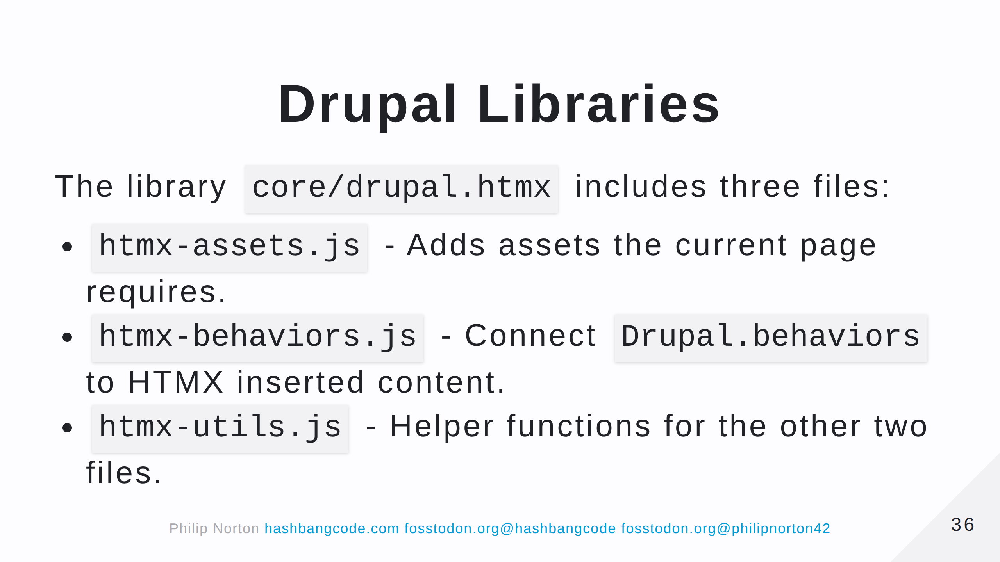 Drupal Libraries
The library core/drupal.htmx includes three files:
• htmx-assets.js - Adds assets the current page
requires.
• htmx-behaviors.js - Connect Drupal.behaviors
to HTMX inserted content.
• htmx-utils.js - Helper functions for the other two
files.
Philip Norton hashbangcode.com fosstodon.org@hashbangcode fosstodon.org@philipnorton42
36